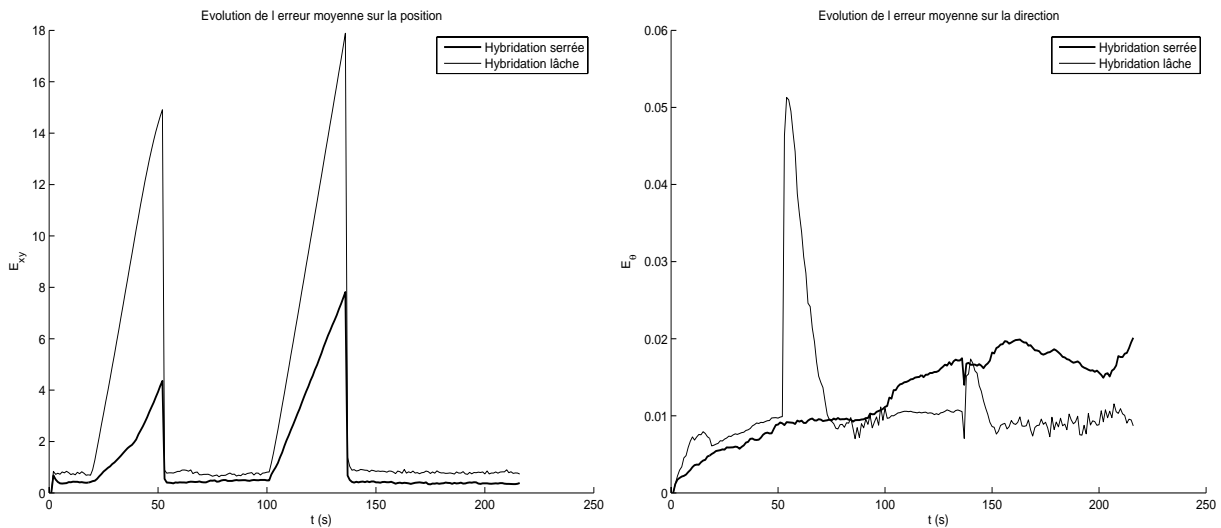 Evolution de l erreur moyenne sur la position
18
16
14
12
10
8
6
4
2
0
E_xy
0
50
100
150
200
250
t (s)
Hybridation serrée
Hybridation lâche
Evolution de l erreur moyenne sur la direction
0.06
0.05
0.04
0.03
0.02
0.01
0
E_θ
0
50
100
150
200
250
t (s)
Hybridation serrée
Hybridation lâche